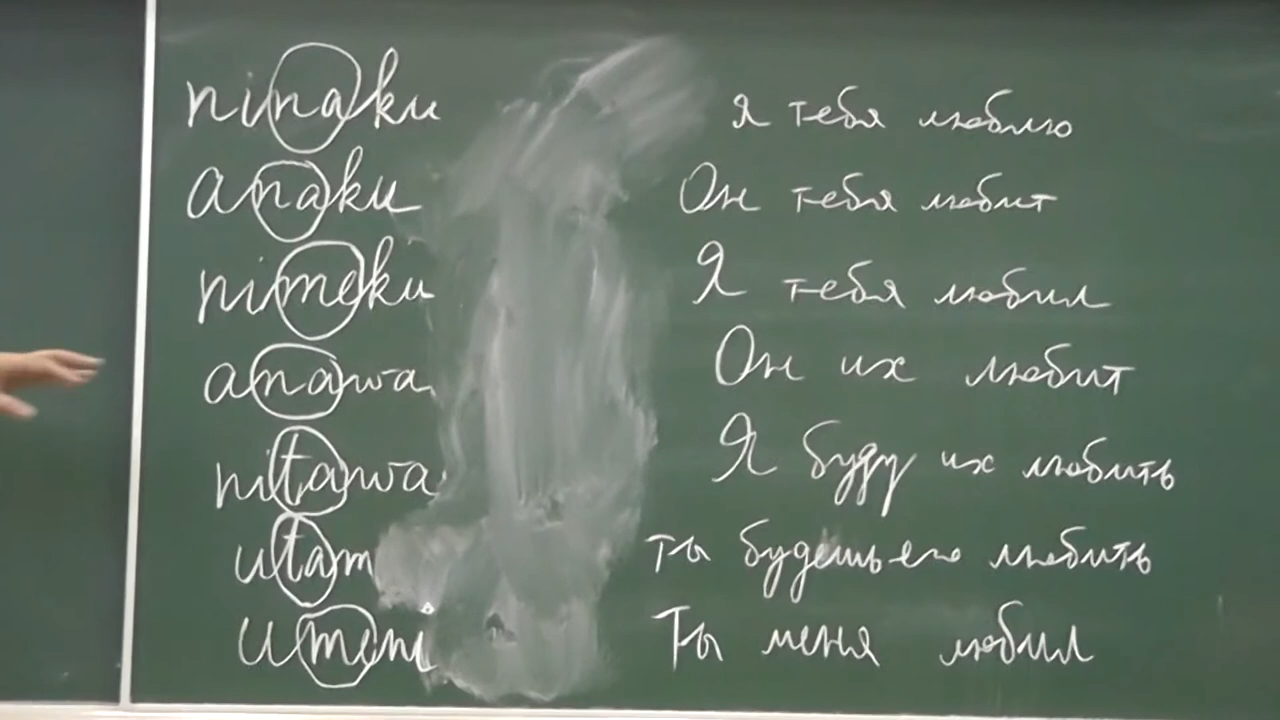 ninaku я тебя люблю
anaku Он тебя любит
nimeku Я тебя любил
anawa Он их любит
nitawa Я буду их любить
utam ты будешь его любить
umeni Ты меня любил